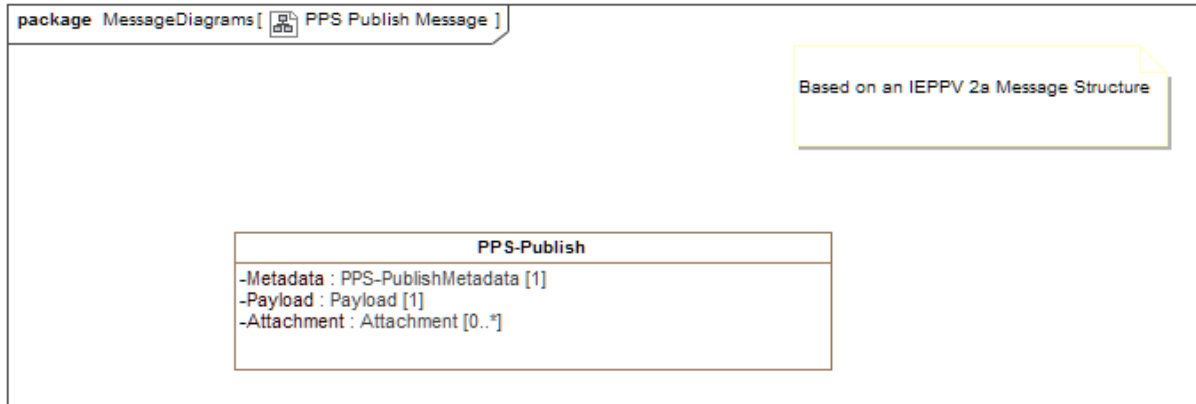 package MessageDiagrams[ PPS Publish Message ]
Based on an IEPPV 2a Message Structure
PPS-Publish
-Metadata : PPS-PublishMetadata [1]
-Payload : Payload [1]
-Attachment : Attachment [0..*]